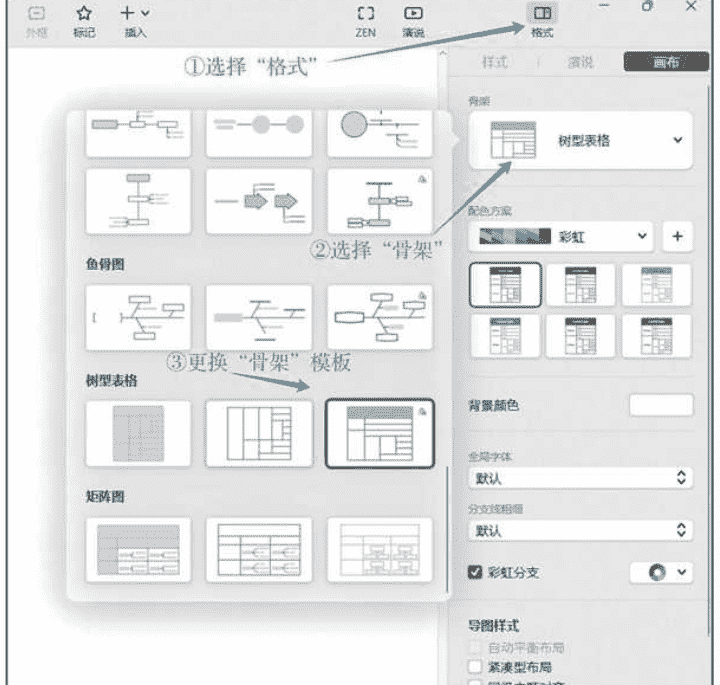 外框 标记 插入 ZEN 演说 格式
①选择“格式”
样式 演说 画布
骨架
树型表格
②选择“骨架”
配色方案
彩虹
鱼骨图
③更换“骨架”模板
树型表格
背景颜色
全局字体
默认
矩阵图
分支线粗细
默认
彩虹分支
导图样式
自动平衡布局
紧凑型布局